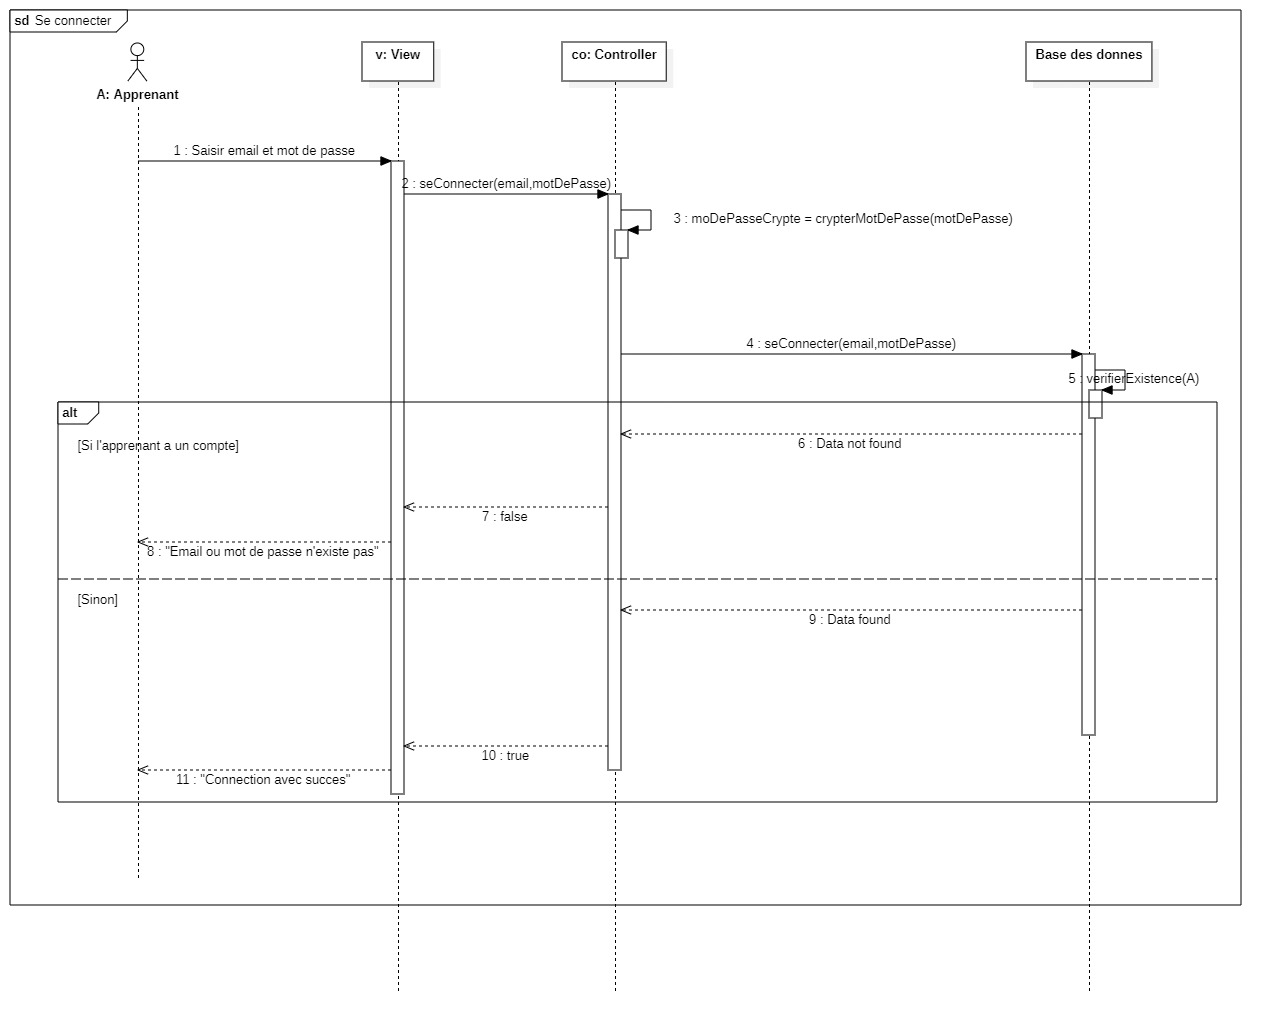 sd Se connecter
A: Apprenant
v: View
co: Controller
Base des donnes
1 : Saisir email et mot de passe
2 : seConnecter(email,motDePasse)
3 : moDePasseCrypte = crypterMotDePasse(motDePasse)
4 : seConnecter(email,motDePasse)
5 : verifierExistence(A)
alt
[Si l'apprenant a un compte]
6 : Data not found
7 : false
8 : "Email ou mot de passe n'existe pas"
[Sinon]
9 : Data found
10 : true
11 : "Connection avec succes"